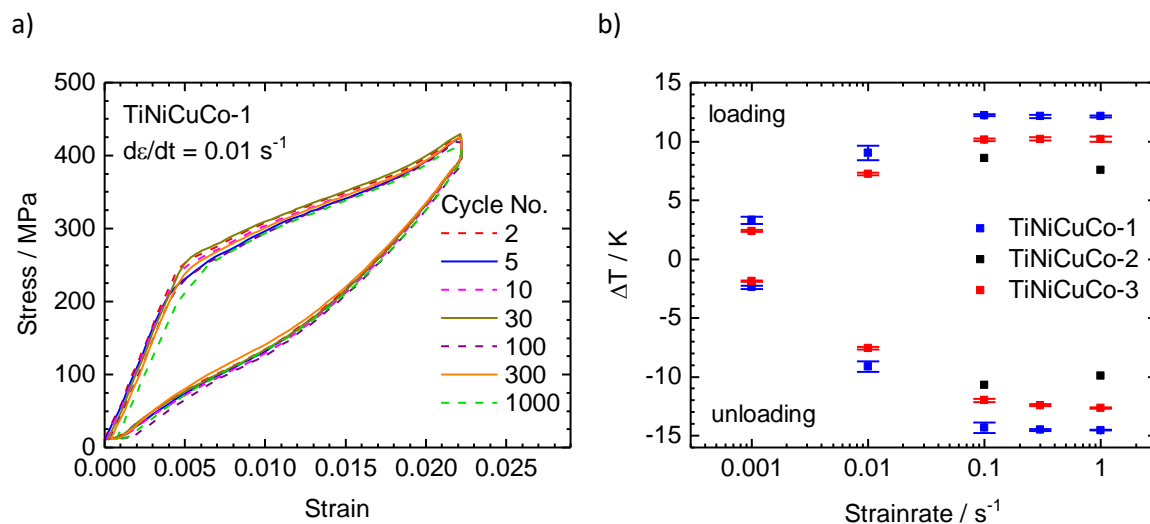 a)
500
400
300
200
100
0
Stress / MPa
TiNiCuCo-1
dε/dt = 0.01 s⁻¹
Cycle No.
2
5
10
30
100
300
1000
0.000 0.005 0.010 0.015 0.020 0.025
Strain
b)
15
10
5
0
-5
-10
-15
ΔT / K
loading
TiNiCuCo-1
TiNiCuCo-2
TiNiCuCo-3
unloading
0.001 0.01 0.1 1
Strainrate / s⁻¹